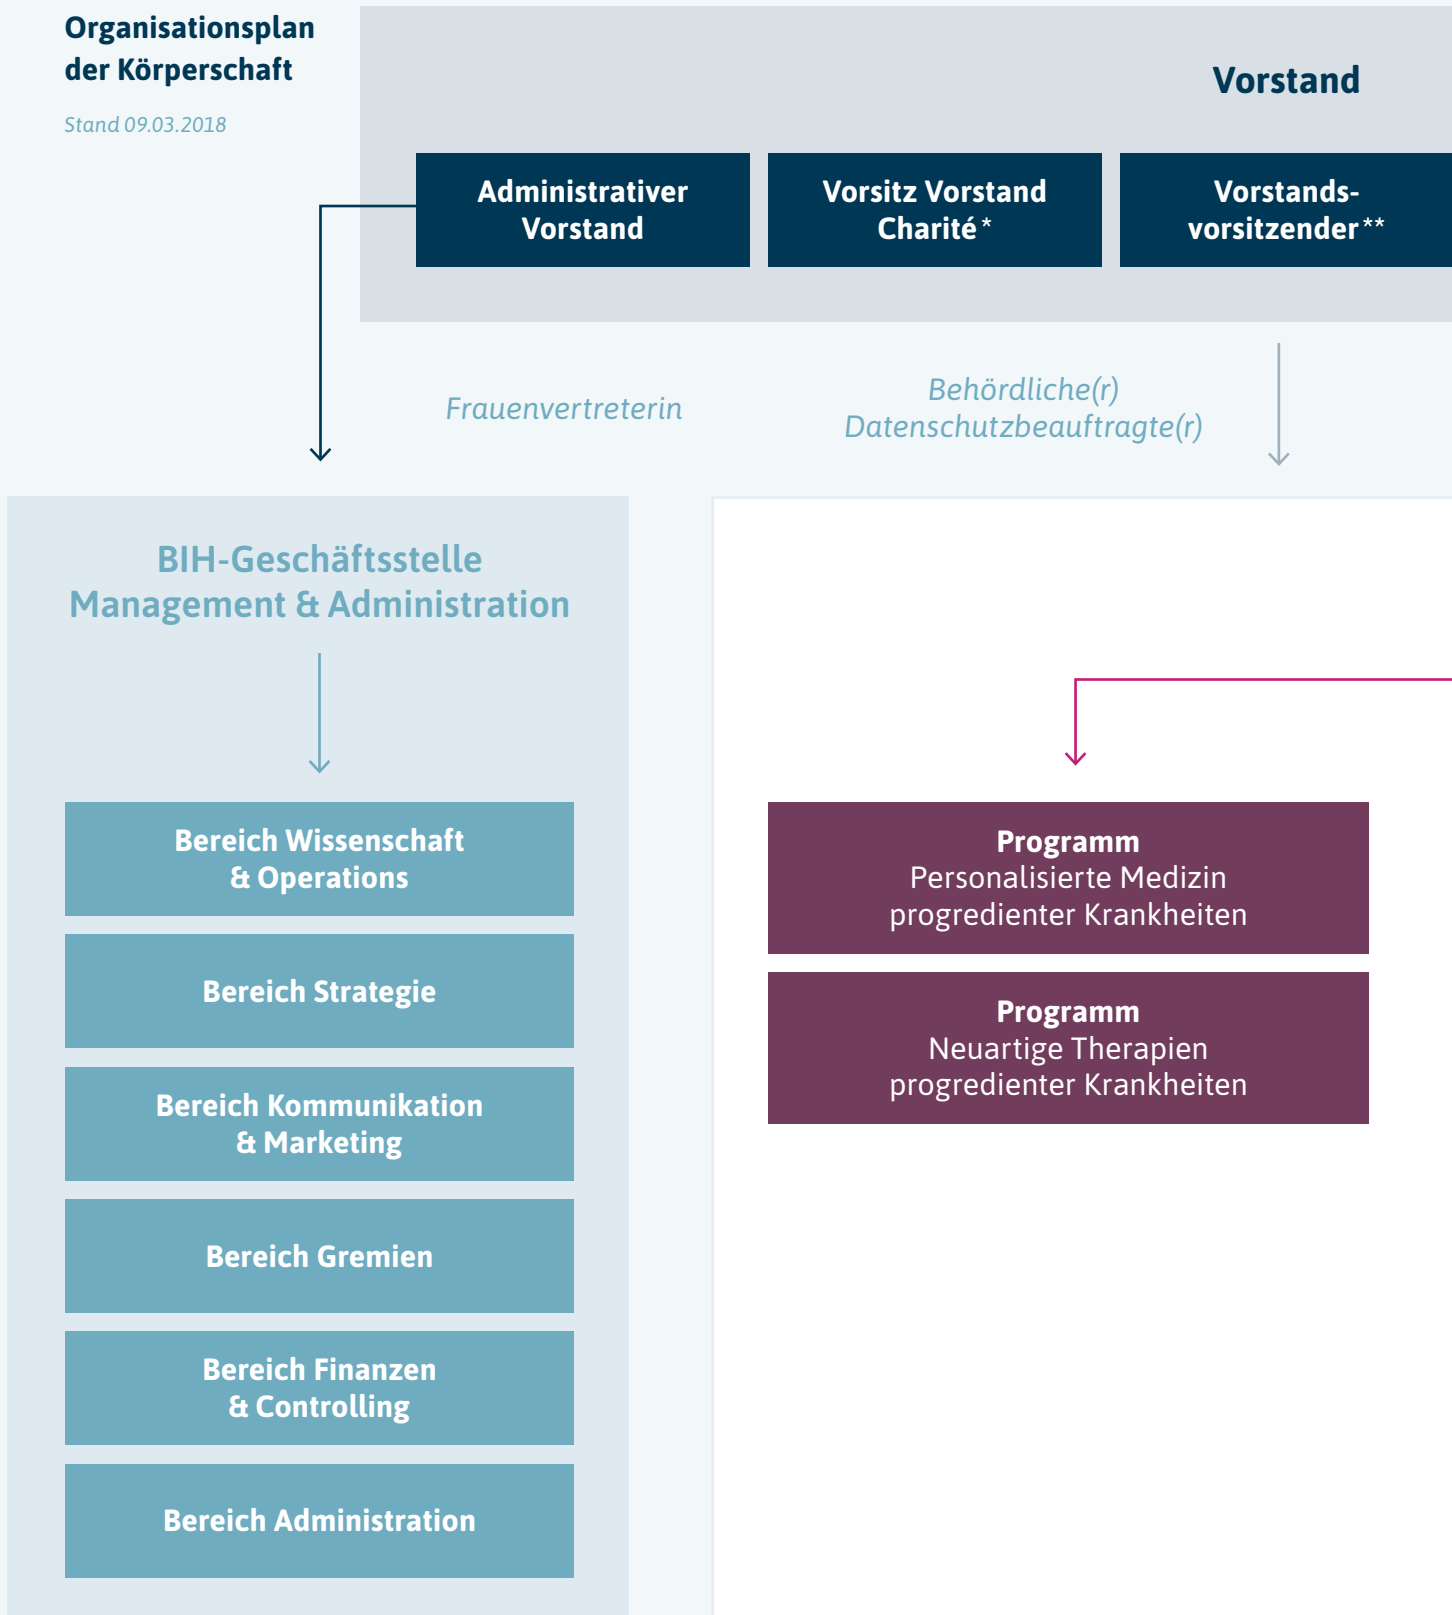 Organisationsplan
der Körperschaft
Stand 09.03.2018
Vorstand
Administrativer
Vorstand
Vorsitz Vorstand
Charité *
Vorstands-
vorsitzender **
Frauenvertreterin
Behördliche(r)
Datenschutzbeauftragte(r)
BIH-Geschäftsstelle
Management & Administration
Bereich Wissenschaft
& Operations
Bereich Strategie
Bereich Kommunikation
& Marketing
Bereich Gremien
Bereich Finanzen
& Controlling
Bereich Administration
Programm
Personalisierte Medizin
progredienter Krankheiten
Programm
Neuartige Therapien
progredienter Krankheiten